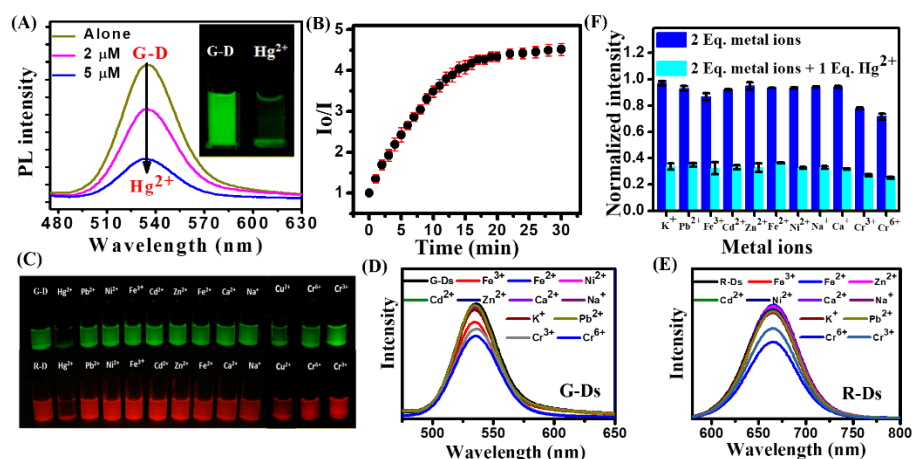 (A)
Alone
2 μM
5 μM
G-D
Hg²⁺
G-D Hg²⁺
PL intensity
480 510 540 570 600 630
Wavelength (nm)
(B)
Io/I
5
4
3
2
1
0 5 10 15 20 25 30
Time (min)
(F)
2 Eq. metal ions
2 Eq. metal ions + 1 Eq. Hg²⁺
Normalized intensity
1.4
1.2
1.0
0.8
0.6
0.4
0.2
0.0
K⁺ Pb²⁺ Fe³⁺ Cd²⁺ Zn²⁺ Fe²⁺ Ni²⁺ Na⁺ Ca⁺ Cr³⁺ Cr⁶⁺
Metal ions
(C)
G-D Hg²⁺ Pb²⁺ Ni²⁺ Fe³⁺ Cd²⁺ Zn²⁺ Fe²⁺ Ca²⁺ Na⁺ Cu²⁺ Cr⁶⁺ Cr³⁺
R-D Hg²⁺ Pb²⁺ Ni²⁺ Fe³⁺ Cd²⁺ Zn²⁺ Fe²⁺ Ca²⁺ Na⁺ Cu²⁺ Cr⁶⁺ Cr³⁺
(D)
G-Ds Fe³⁺ Fe²⁺ Ni²⁺
Cd²⁺ Zn²⁺ Ca²⁺ Na⁺
K⁺ Pb²⁺
Cr³⁺ Cr⁶⁺
Intensity
G-Ds
500 550 600 650
Wavelength (nm)
(E)
R-Ds Fe³⁺ Fe²⁺ Zn²⁺
Cd²⁺ Ni²⁺ Ca²⁺ Na⁺
K⁺ Pb²⁺
Cr⁶⁺ Cr³⁺
Intensity
R-Ds
600 650 700 750 800
Wavelength (nm)